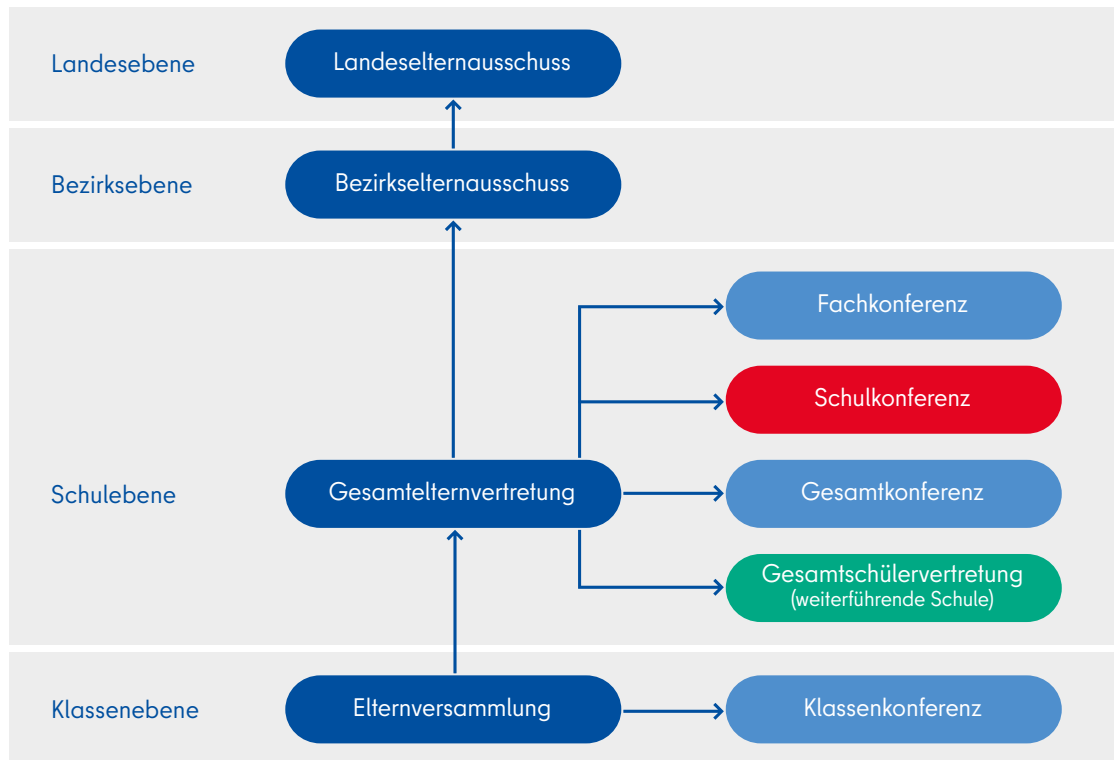 Landesebene
Landeselternausschuss
Bezirksebene
Bezirkselternausschuss
Fachkonferenz
Schulkonferenz
Schulebene
Gesamtelternvertretung
Gesamtkonferenz
Gesamtschülervertretung
(weiterführende Schule)
Klassenebene
Elternversammlung
Klassenkonferenz